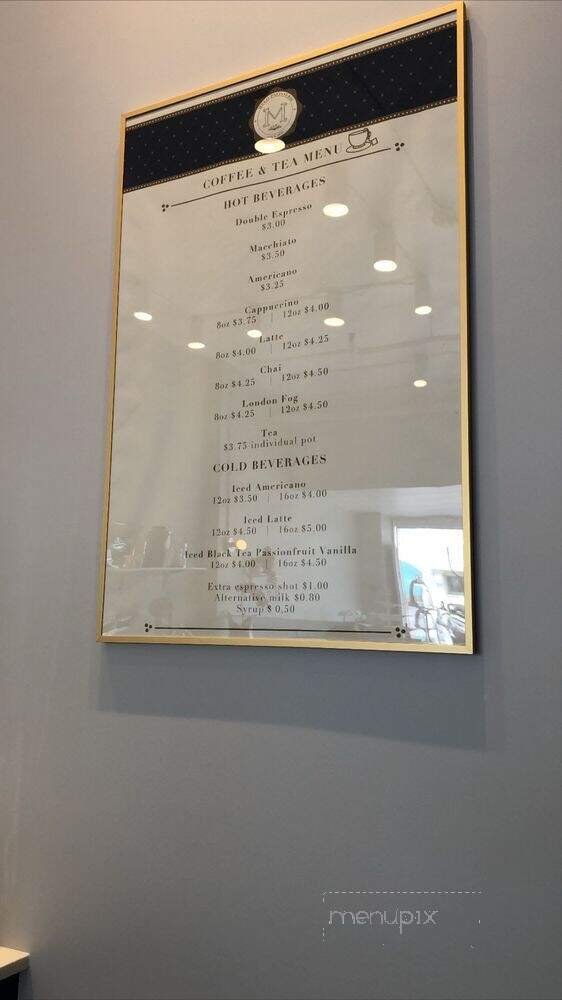 M
COFFEE & TEA MENU
HOT BEVERAGES
Double Espresso
$3.00
Macchiato
$3.50
Americano
$3.25
Cappuccino
8oz $3.75 | 12oz $4.00
Latte
8oz $4.00 | 12oz $4.25
Chai
8oz $4.25 | 12oz $4.50
London Fog
8oz $4.25 | 12oz $4.50
Tea
$3.75 individual pot
COLD BEVERAGES
Iced Americano
12oz $3.50 | 16oz $4.00
Iced Latte
12oz $4.50 | 16oz $5.00
Iced Black Tea Passionfruit Vanilla
12oz $4.00 | 16oz $4.50
Extra espresso shot $1.00
Alternative milk $0.80
Syrup $ 0,50
menupix